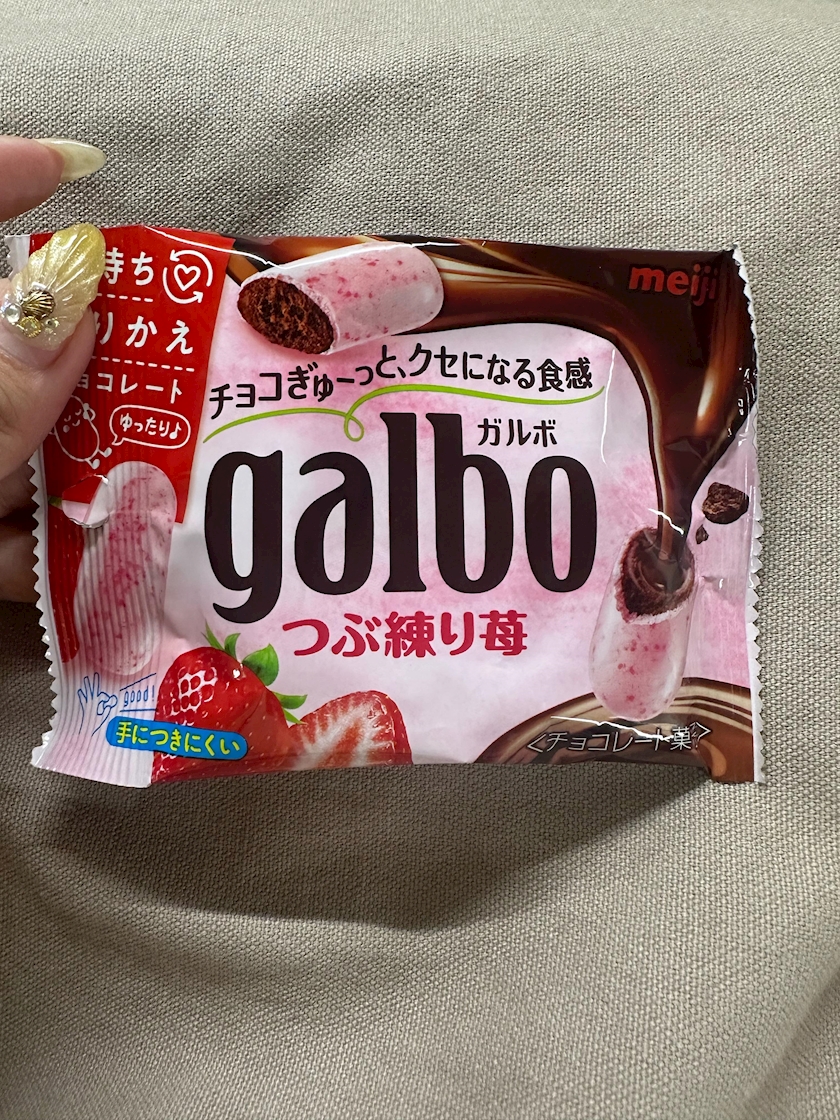 持ち
りかえ
ョコレート
ゆったり♪
meiji
チョコぎゅーっと、クセになる食感
ガルボ
galbo
つぶ練り苺
good!
手につきにくい
<チョコレート菓>